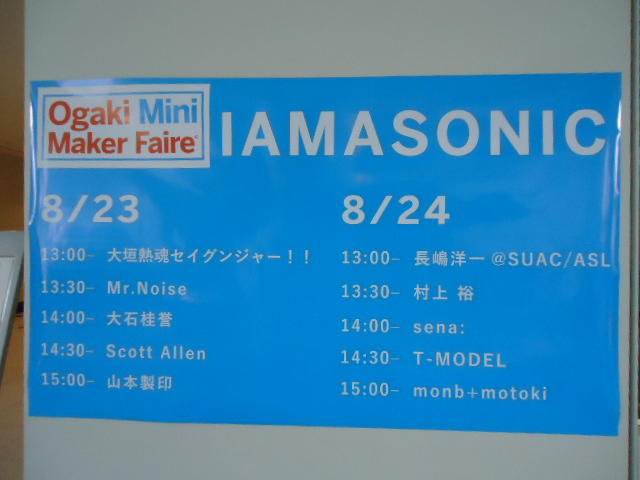 Ogaki Mini
Maker Faire
IAMASONIC
8/23
13:00– 大垣熱魂セイグンジャー！！
13:30– Mr.Noise
14:00– 大石桂誉
14:30– Scott Allen
15:00– 山本製印
8/24
13:00– 長嶋洋一@SUAC/ASL
13:30– 村上 裕
14:00– sena:
14:30– T-MODEL
15:00– monb+motoki